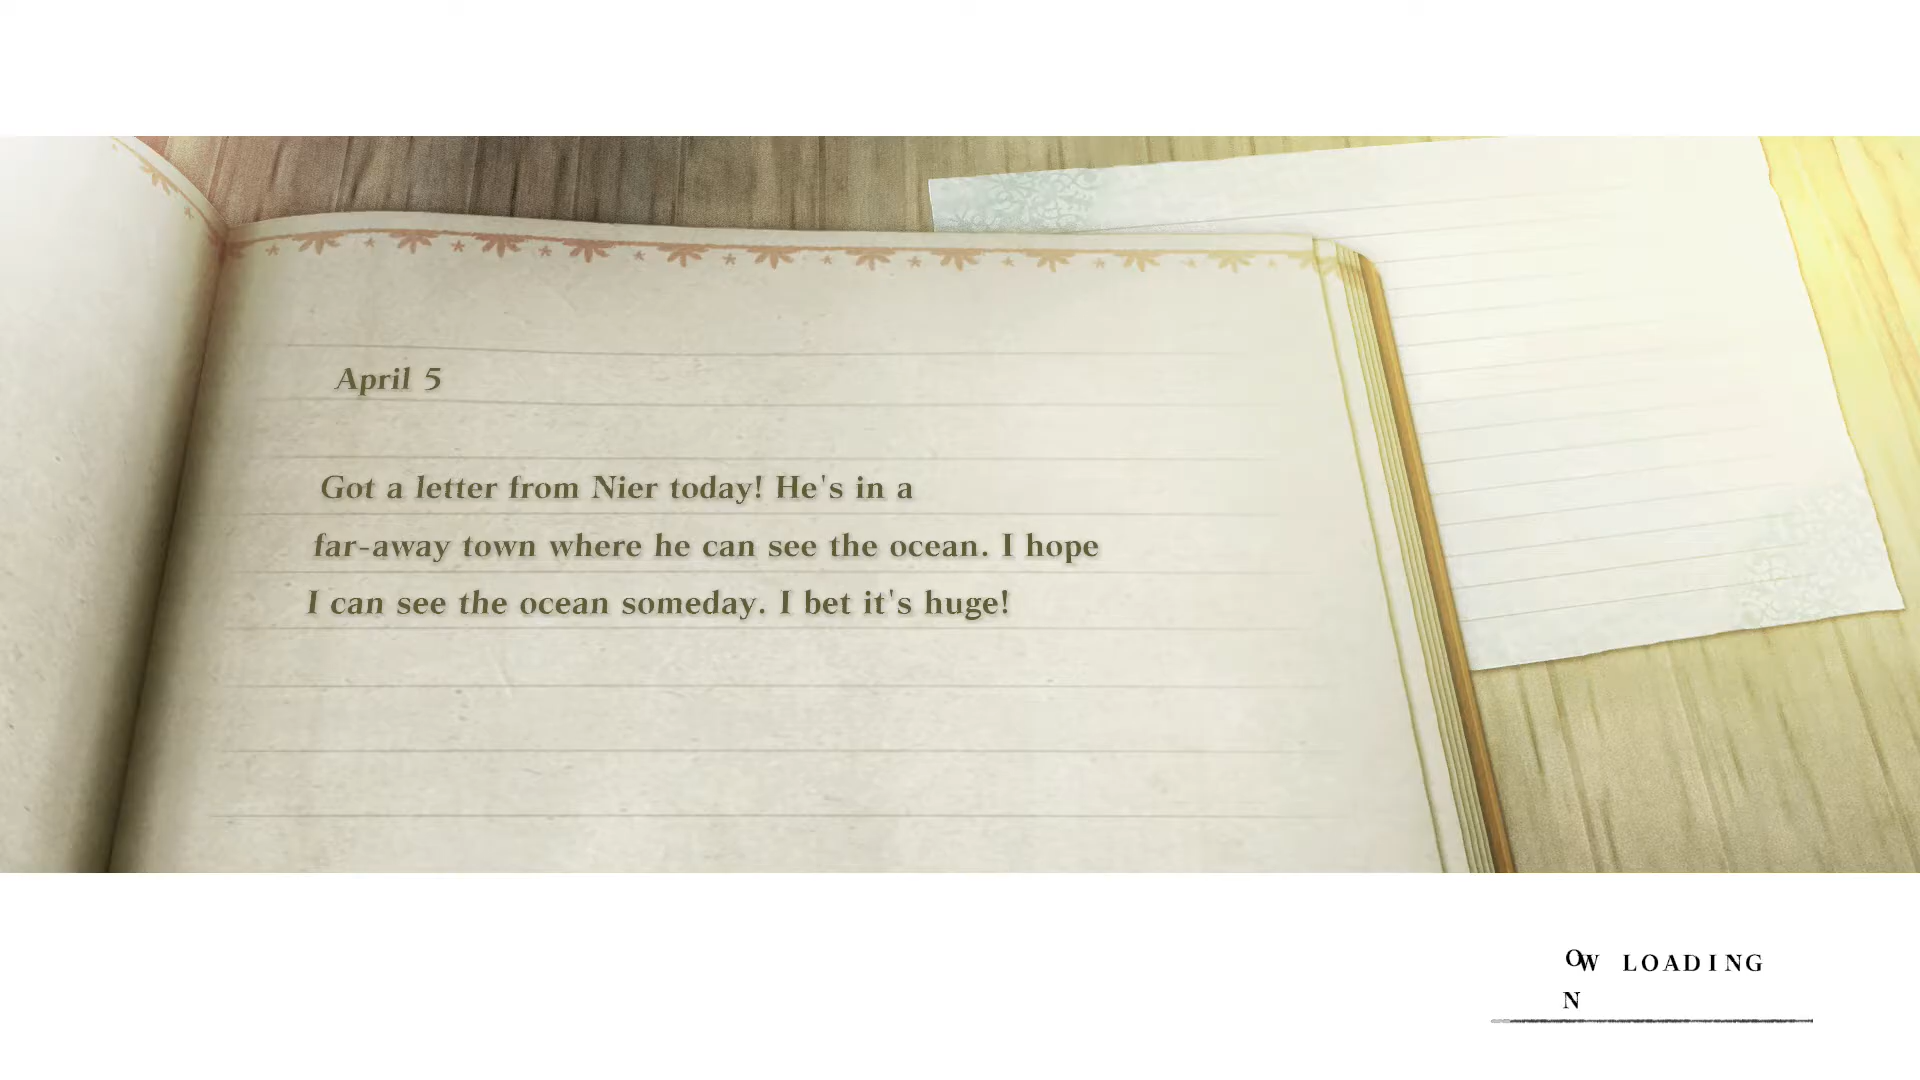 April 5
Got a letter from Nier today! He's in a
far-away town where he can see the ocean. I hope
I can see the ocean someday. I bet it's huge!
NOW LOADING